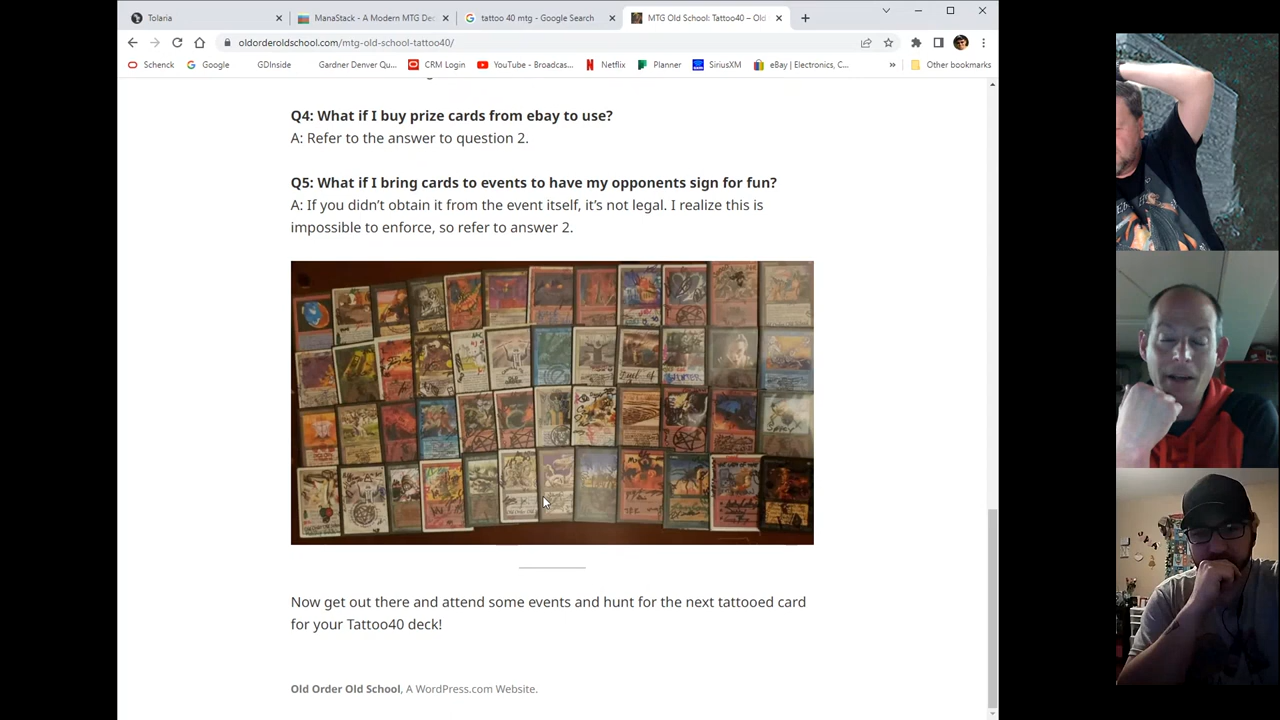 Tolaria
ManaStack - A Modern MTG De
tattoo 40 mtg - Google Search
MTG Old School: Tattoo40 – Old
oldorderoldschool.com/mtg-old-school-tattoo40/
Schenck
Google
GDInside
Gardner Denver Qu...
CRM Login
YouTube - Broadcas...
Netflix
Planner
SiriusXM
eBay | Electronics, C...
Other bookmarks
Q4: What if I buy prize cards from ebay to use?
A: Refer to the answer to question 2.
Q5: What if I bring cards to events to have my opponents sign for fun?
A: If you didn’t obtain it from the event itself, it’s not legal. I realize this is
impossible to enforce, so refer to answer 2.
Now get out there and attend some events and hunt for the next tattooed card
for your Tattoo40 deck!
Old Order Old School, A WordPress.com Website.